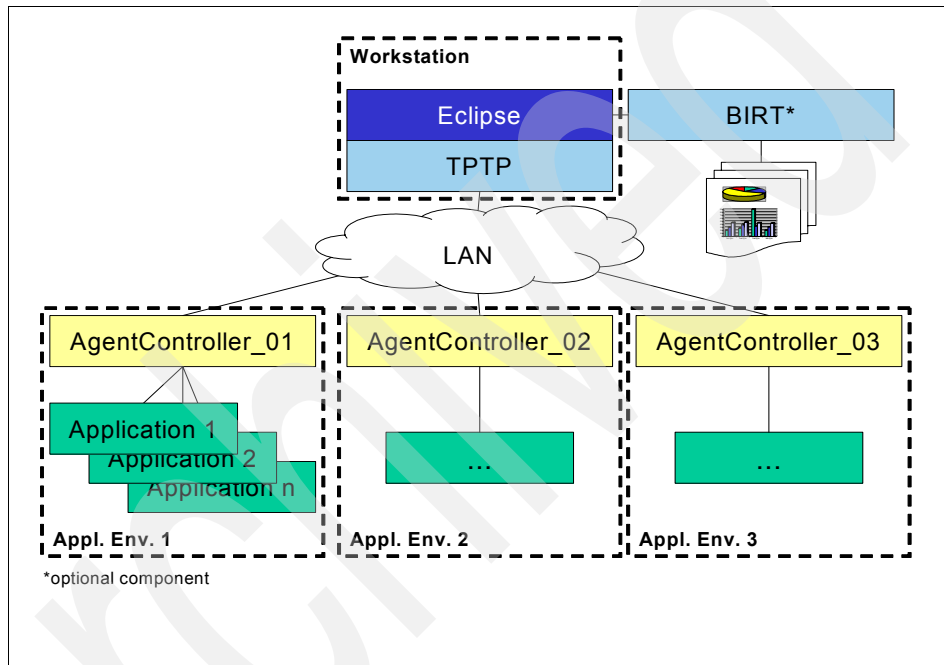 Workstation
Eclipse
BIRT*
TPTP
LAN
AgentController_01
AgentController_02
AgentController_03
Application 1
Application 2
Application n
...
...
Appl. Env. 1
Appl. Env. 2
Appl. Env. 3
*optional component